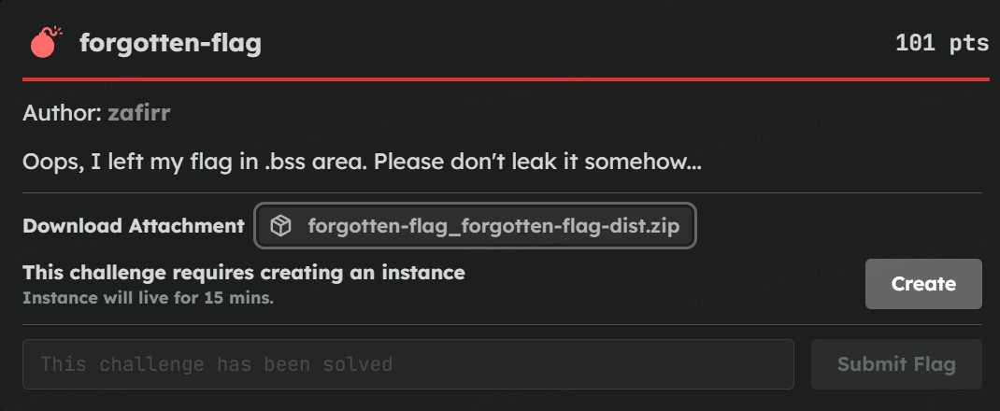 forgotten-flag
101 pts
Author: zafirr
Oops, I left my flag in .bss area. Please don't leak it somehow...
Download Attachment forgotten-flag_forgotten-flag-dist.zip
This challenge requires creating an instance
Instance will live for 15 mins.
Create
This challenge has been solved
Submit Flag